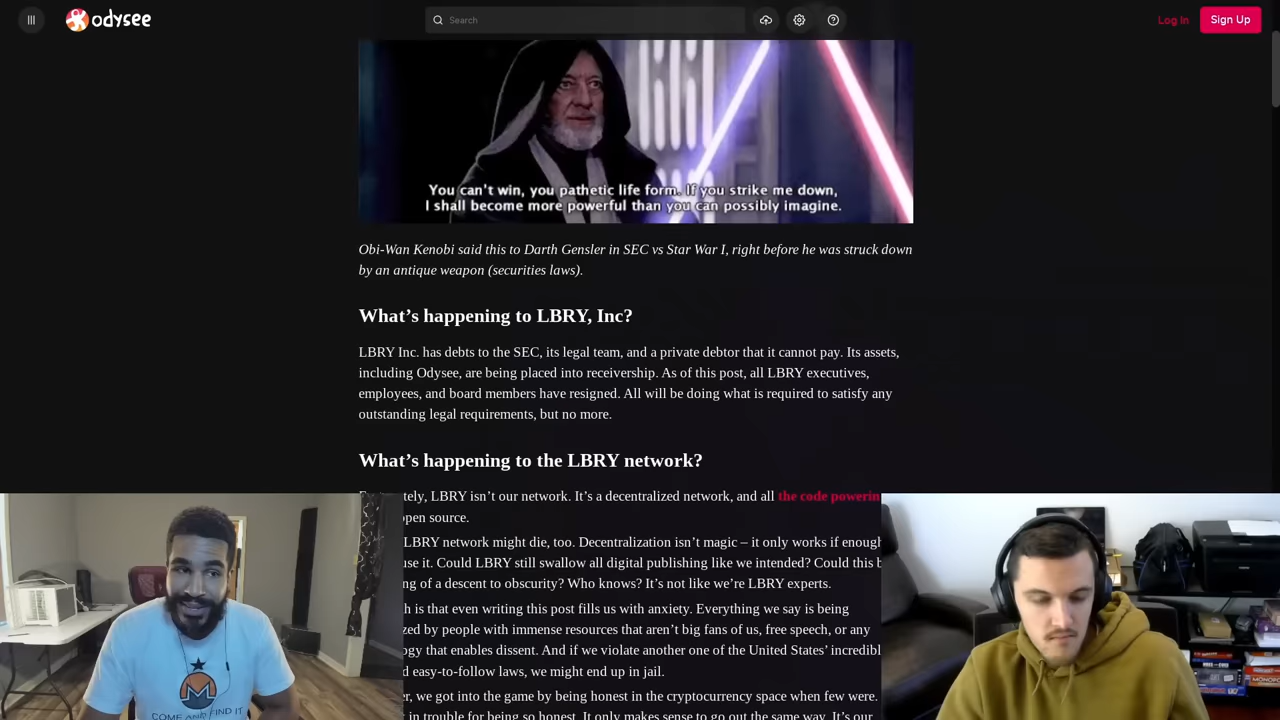 odysee
Search
Log In
Sign Up
You can't win, you pathetic life form. If you strike me down,
I shall become more powerful than you can possibly imagine.
Obi-Wan Kenobi said this to Darth Gensler in SEC vs Star War I, right before he was struck down
by an antique weapon (securities laws).
What’s happening to LBRY, Inc?
LBRY Inc. has debts to the SEC, its legal team, and a private debtor that it cannot pay. Its assets,
including Odysee, are being placed into receivership. As of this post, all LBRY executives,
employees, and board members have resigned. All will be doing what is required to satisfy any
outstanding legal requirements, but no more.
What’s happening to the LBRY network?
LBRY isn’t our network. It’s a decentralized network, and all the code
open source.
LBRY network might die, too. Decentralization isn’t magic – it only works if enough
use it. Could LBRY still swallow all digital publishing like we intended? Could this
of a descent to obscurity? Who knows? It’s not like we’re LBRY experts.
is that even writing this post fills us with anxiety. Everything we say is being
by people with immense resources that aren’t big fans of us, free speech, or any
that enables dissent. And if we violate another one of the United States’
easy-to-follow laws, we might end up in jail.
we got into the game by being honest in the cryptocurrency space when few were.
in trouble for being so honest. It only makes sense to go out the same way. It’s our
COME AND FIND IT